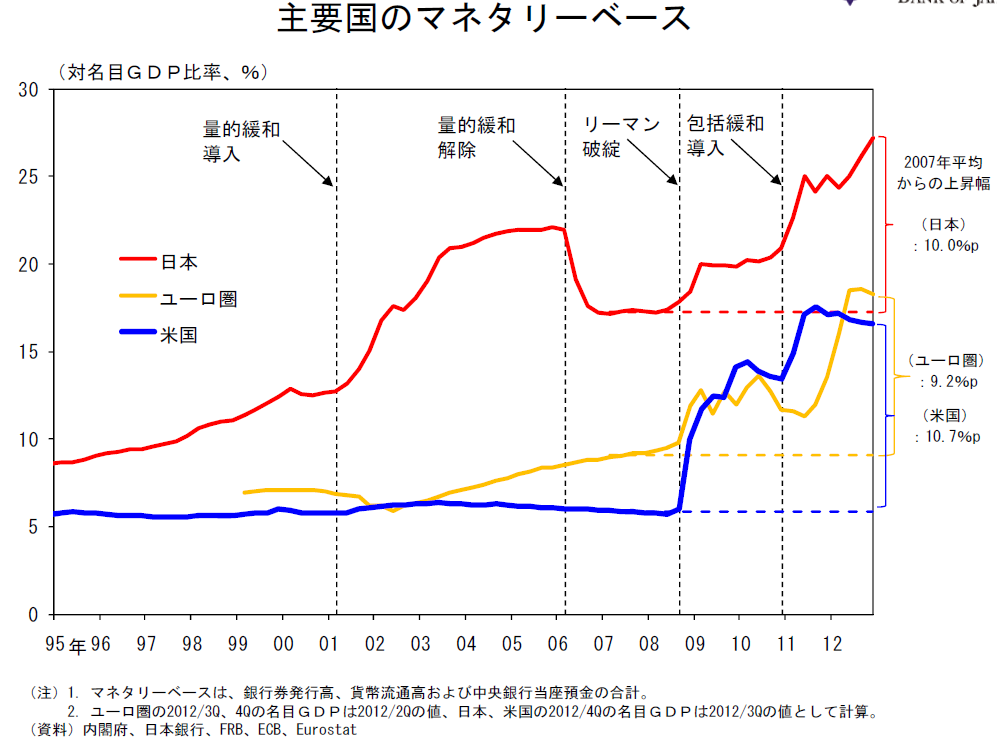 主要国のマネタリーベース
（対名目ＧＤＰ比率、％）
30
25
20
15
10
5
0
量的緩和
導入
量的緩和
解除
リーマン
破綻
包括緩和
導入
日本
ユーロ圏
米国
2007年平均
からの上昇幅
（日本）
：10.0%p
（ユーロ圏）
：9.2%p
（米国）
：10.7%p
95年 96 97 98 99 00 01 02 03 04 05 06 07 08 09 10 11 12
（注）1. マネタリーベースは、銀行券発行高、貨幣流通高および中央銀行当座預金の合計。
2. ユーロ圏の2012/3Q、4Qの名目ＧＤＰは2012/2Qの値、日本、米国の2012/4Qの名目ＧＤＰは2012/3Qの値として計算。
（資料）内閣府、日本銀行、FRB、ECB、Eurostat